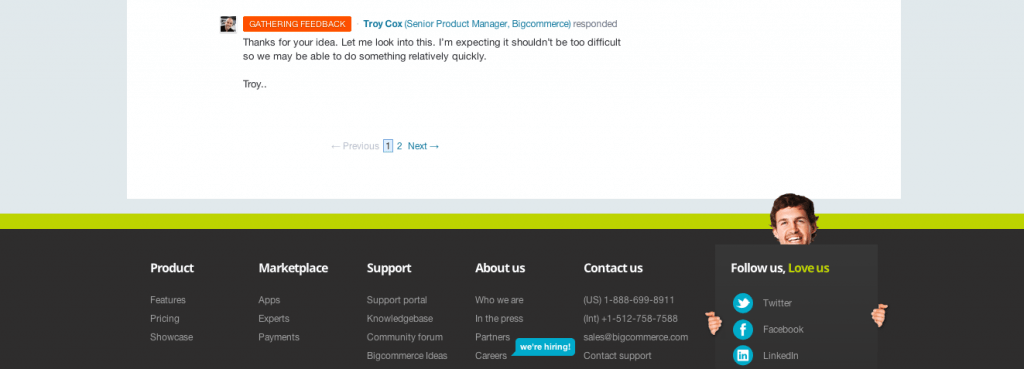 GATHERING FEEDBACK Troy Cox (Senior Product Manager, Bigcommerce) responded
Thanks for your idea. Let me look into this. I'm expecting it shouldn't be too difficult
so we may be able to do something relatively quickly.
Troy..
← Previous 1 2 Next →
Product
Features
Pricing
Showcase
Marketplace
Apps
Experts
Payments
Support
Support portal
Knowledgebase
Community forum
Bigcommerce Ideas
About us
Who we are
In the press
Partners
Careers we're hiring!
Contact us
(US) 1-888-699-8911
(Int) +1-512-758-7588
sales@bigcommerce.com
Contact support
Follow us, Love us
Twitter
Facebook
LinkedIn